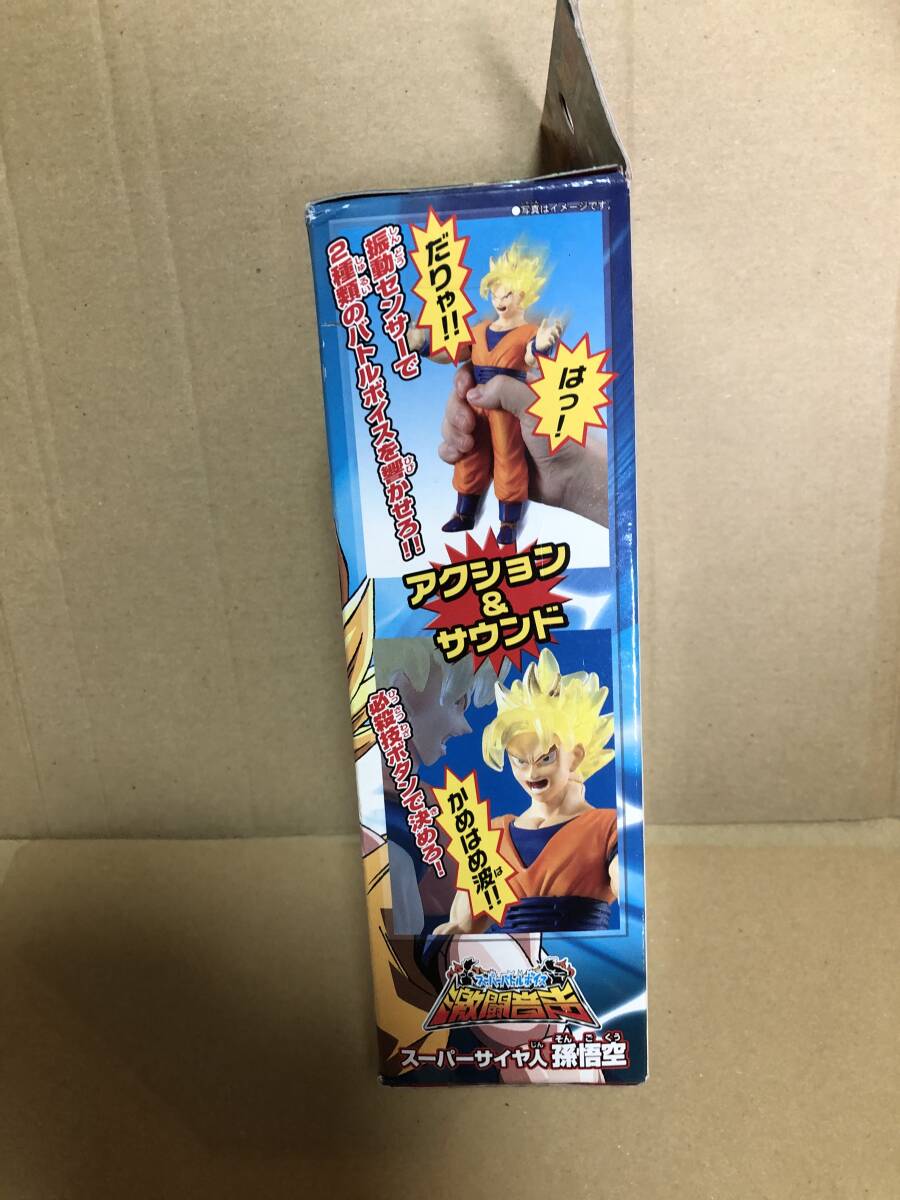 ●写真はイメージです。
振動センサーで
2種類のバトルボイスを響かせろ!!
だりゃ!!
はっ!
アクション
&
サウンド
必殺技ボタンで決めろ!
かめはめ波!!
スーパーバトルボイス
激闘音声
スーパーサイヤ人 孫悟空